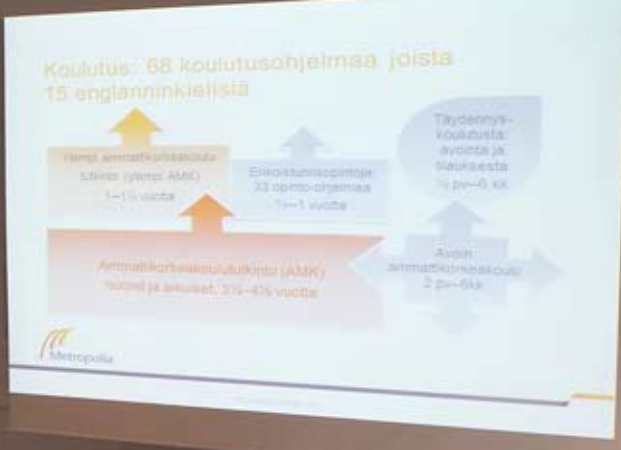 Koulutus: 68 koulutusohjelmaa joista
15 englanninkielisiä
Ylempi ammattikorkeakoulu-
tutkinto (ylempi AMK)
1–1½ vuotta
Erikoistumisopintoja:
33 opinto-ohjelmaa
½–1 vuotta
Täydennys-
koulutusta:
avointa ja
tilauksesta
½ pv–6 kk
Ammattikorkeakoulututkinto (AMK)
nuoret ja aikuiset, 3½–4½ vuotta
Avoin
ammattikorkeakoulu
2 pv–6kk
Metropolia